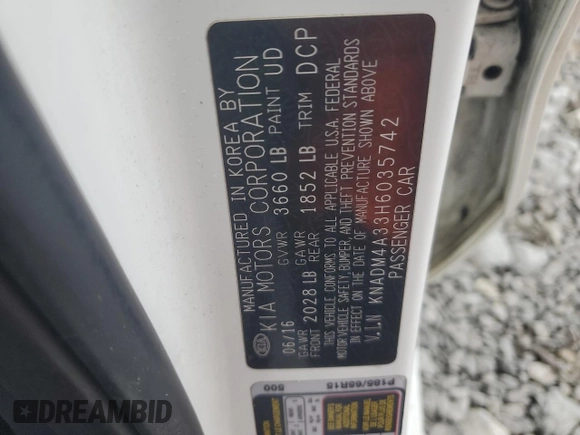 MANUFACTURED IN KOREA BY
KIA MOTORS CORPORATION
06/16 GVWR 3660 LB PAINT UD
GAWR FRONT 2028 LB GAWR REAR 1852 LB TRIM DCP
THIS VEHICLE CONFORMS TO ALL APPLICABLE U.S.A. FEDERAL
MOTOR VEHICLE SAFETY, BUMPER, AND THEFT PREVENTION STANDARDS
IN EFFECT ON THE DATE OF MANUFACTURE SHOWN ABOVE
V.I.N KNADM4A33H6035742
PASSENGER CAR
P185/65R15
500
DREAMBID